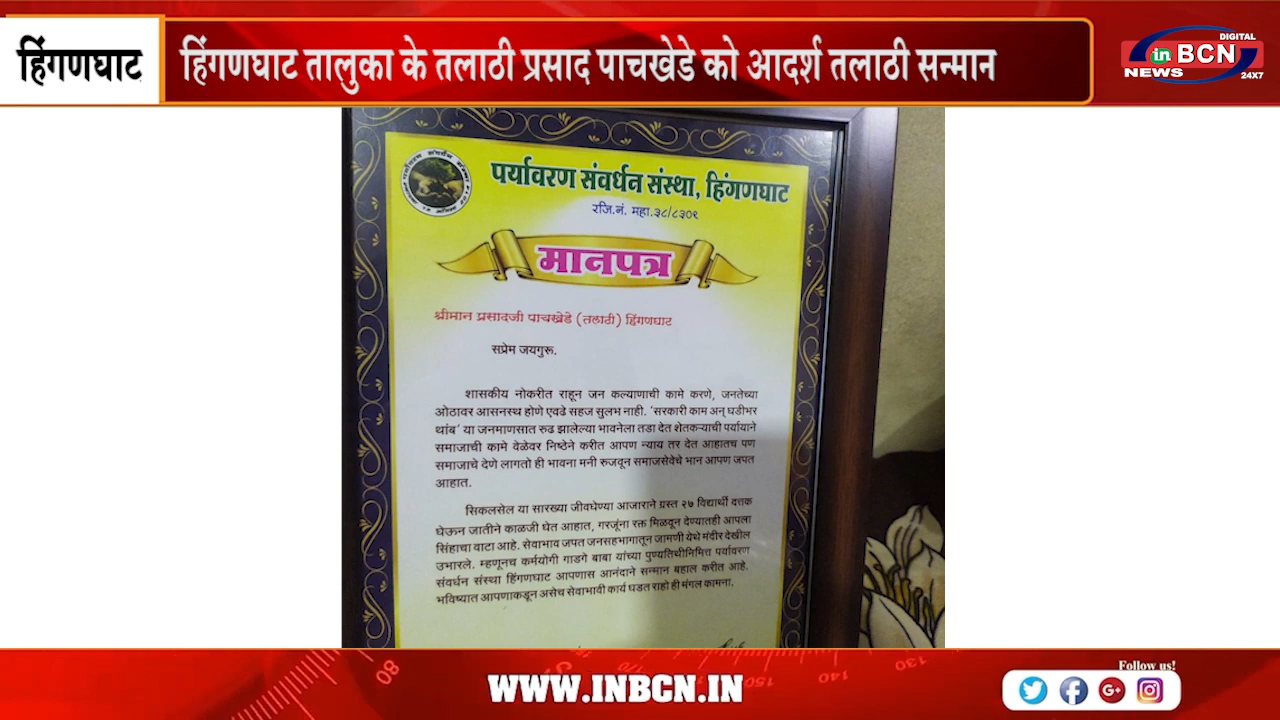 हिंगणघाट
हिंगणघाट तालुका के तलाठी प्रसाद पाचखेडे को आदर्श तलाठी सन्मान
DIGITAL
in BCN
NEWS
24X7
पर्यावरण संवर्धन संस्था, हिंगणघाट
रजि.नं. महा.३८/८३०९
मानपत्र
श्रीमान प्रसादजी पाचखेडे (तलाठी) हिंगणघाट
सप्रेम जयगुरू.
शासकीय नोकरीत राहून जन कल्याणाची कामे करणे, जनतेच्या
ओठावर आसनस्थ होणे एवढे सहज सुलभ नाही. 'सरकारी काम अन् घडीभर
थांब' या जनमाणसात रुढ झालेल्या भावनेला तडा देत शेतकऱ्याची पर्यायाने
समाजाची कामे वेळेवर निष्ठेने करीत आपण न्याय तर देत आहातच पण
समाजाचे देणे लागतो ही भावना मनी रुजवून समाजसेवेचे भान आपण जपत
आहात.
सिकलसेल या सारख्या जीवघेण्या आजाराने ग्रस्त २७ विद्यार्थी दत्तक
घेऊन जातीने काळजी घेत आहात, गरजूंना रक्त मिळवून देण्यातही आपला
सिंहाचा वाटा आहे. सेवाभाव जपत जनसहभागातून जामणी येथे मंदीर देखील
उभारले. म्हणूनच कर्मयोगी गाडगे बाबा यांच्या पुण्यतिथीनिमित्त पर्यावरण
संवर्धन संस्था हिंगणघाट आपणास आनंदाने सन्मान बहाल करीत आहे.
भविष्यात आपणाकडून असेच सेवाभावी कार्य घडत राहो ही मंगल कामना.
WWW.INBCN.IN
Follow us!
08
130
150